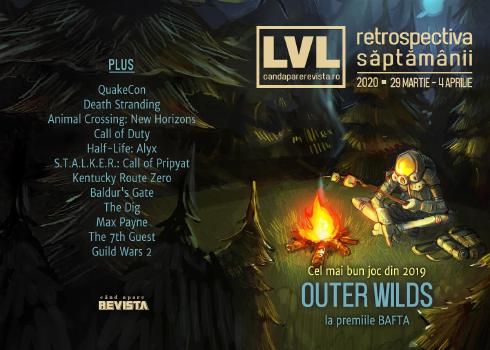 PLUS
QuakeCon
Death Stranding
Animal Crossing: New Horizons
Call of Duty
Half-Life: Alyx
S.T.A.L.K.E.R.: Call of Pripyat
Kentucky Route Zero
Baldur's Gate
The Dig
Max Payne
The 7th Guest
Guild Wars 2
când apare
REVISTA
LVL
candaparerevista.ro
retrospectiva
săptămânii
2020 ▪ 29 MARTIE - 4 APRILIE
Cel mai bun joc din 2019
OUTER WILDS
la premiile BAFTA